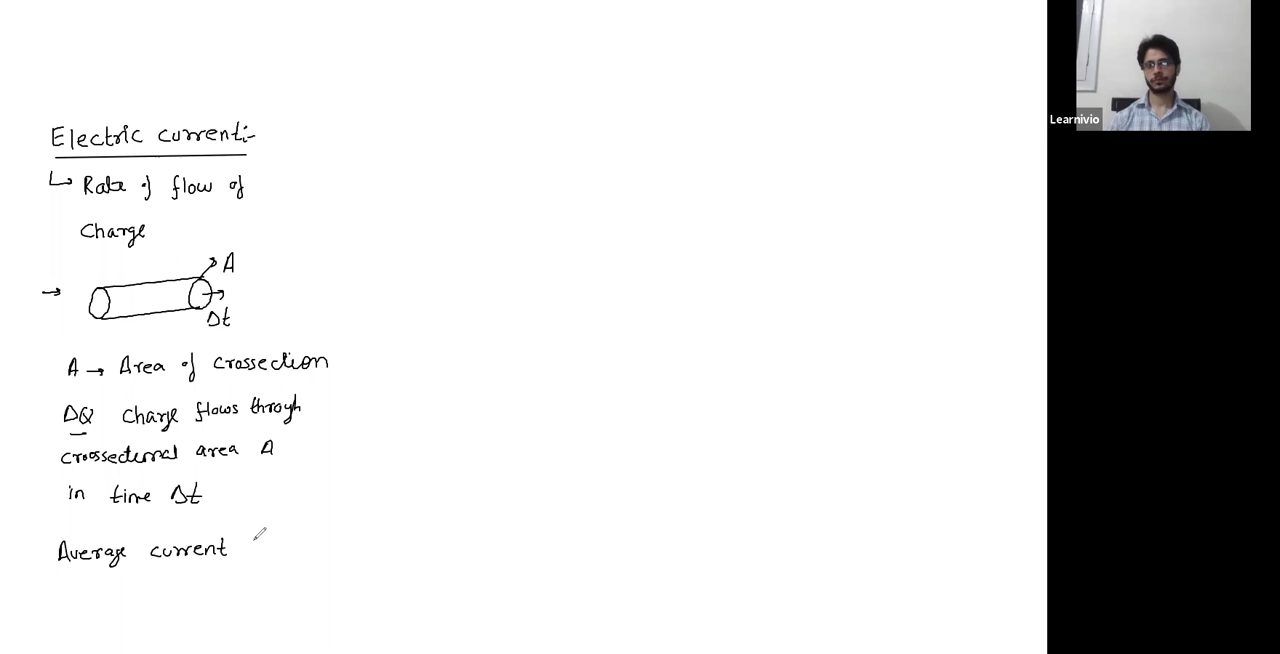 Electric current:-
↳ Rate of flow of
Charge
→ A
Δt
A → Area of crossection
ΔQ charge flows through
crossectional area A
in time Δt
Average current
Learnivio